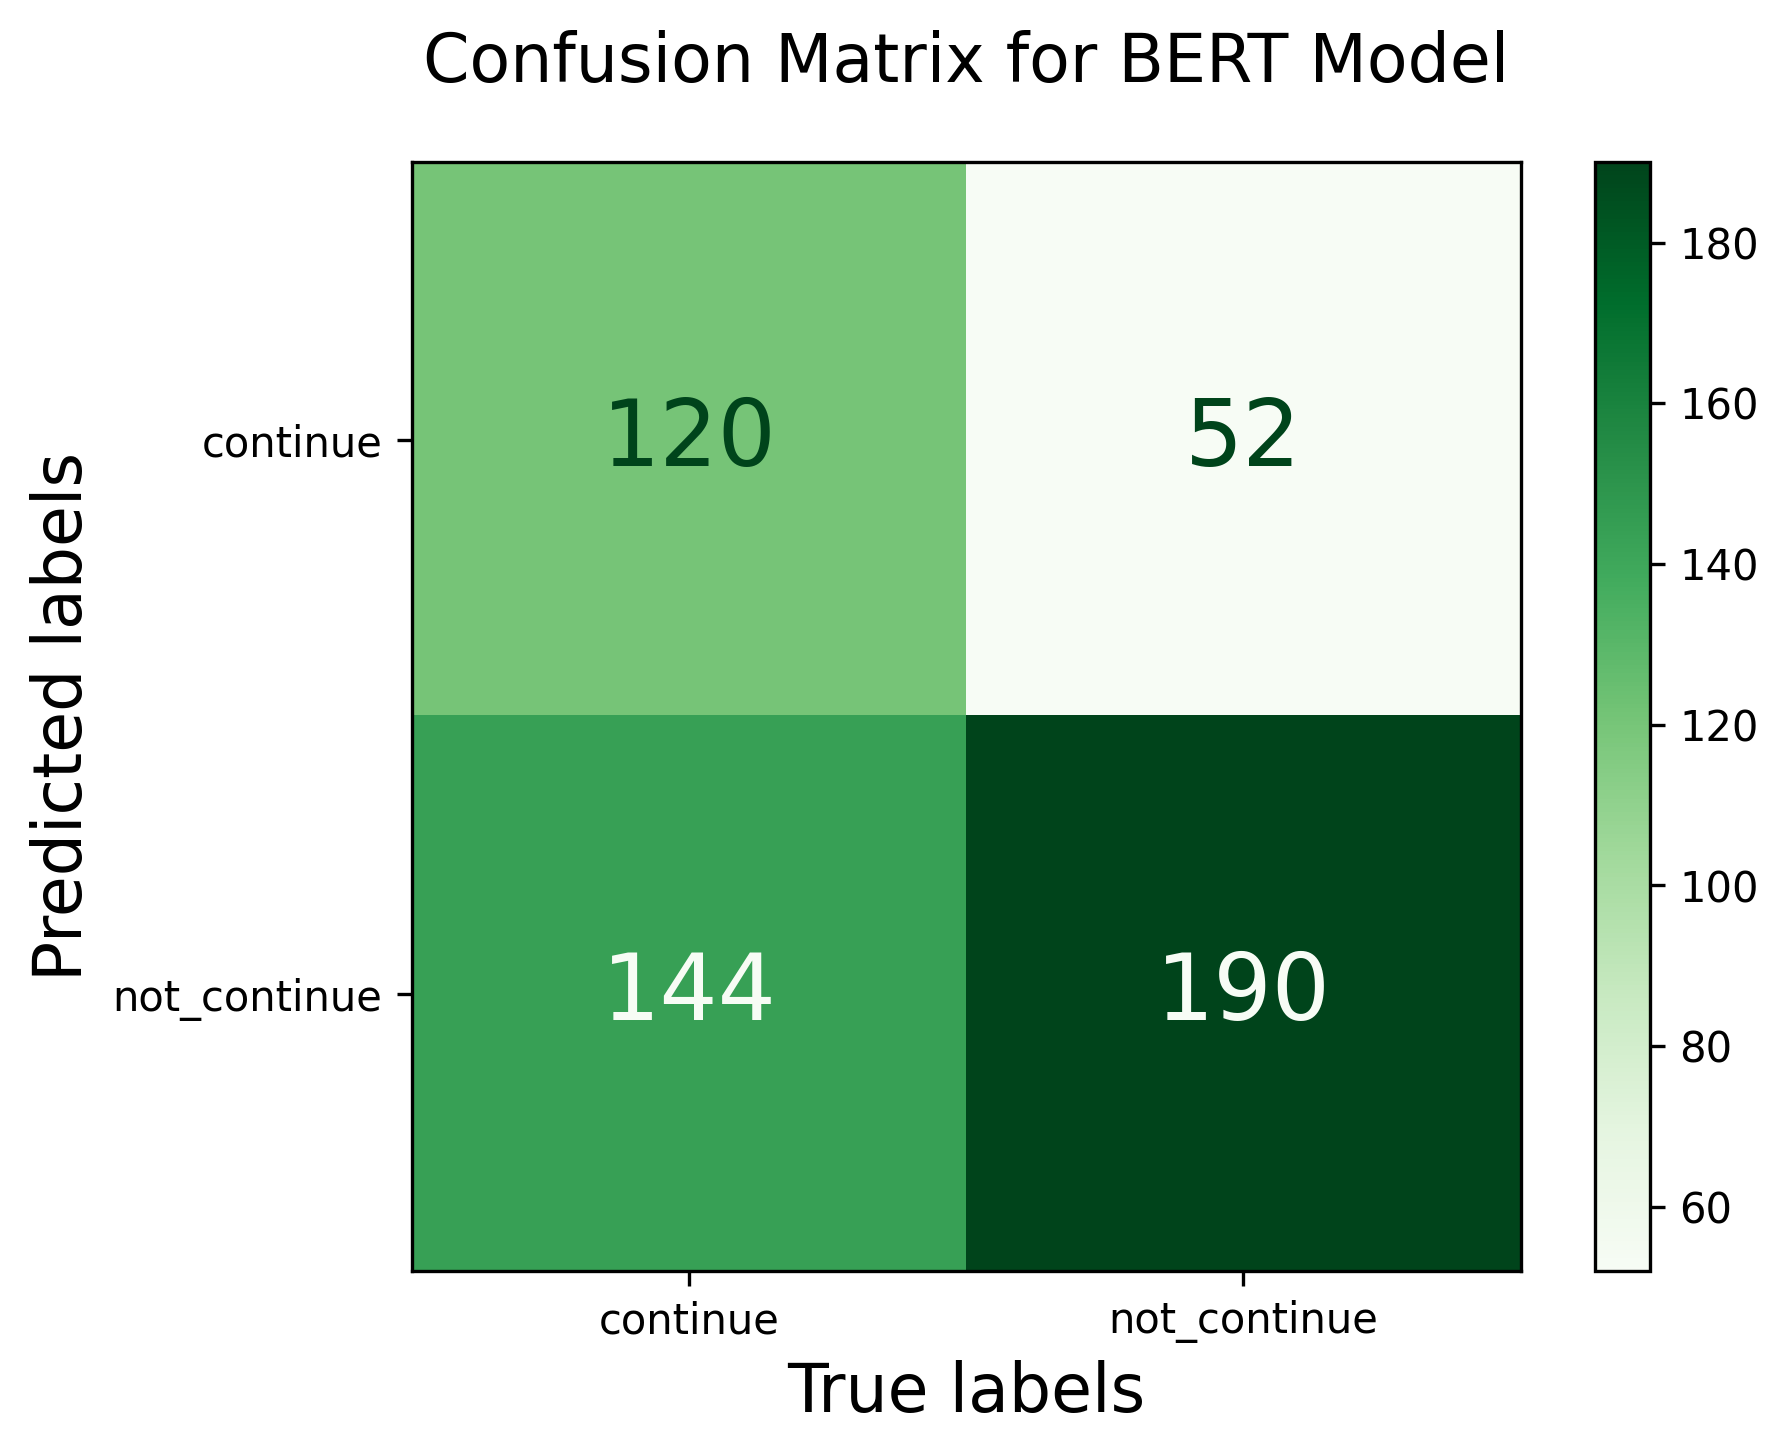 Confusion Matrix for BERT Model
Predicted labels
continue
not_continue
120
52
144
190
continue
not_continue
True labels
180
160
140
120
100
80
60